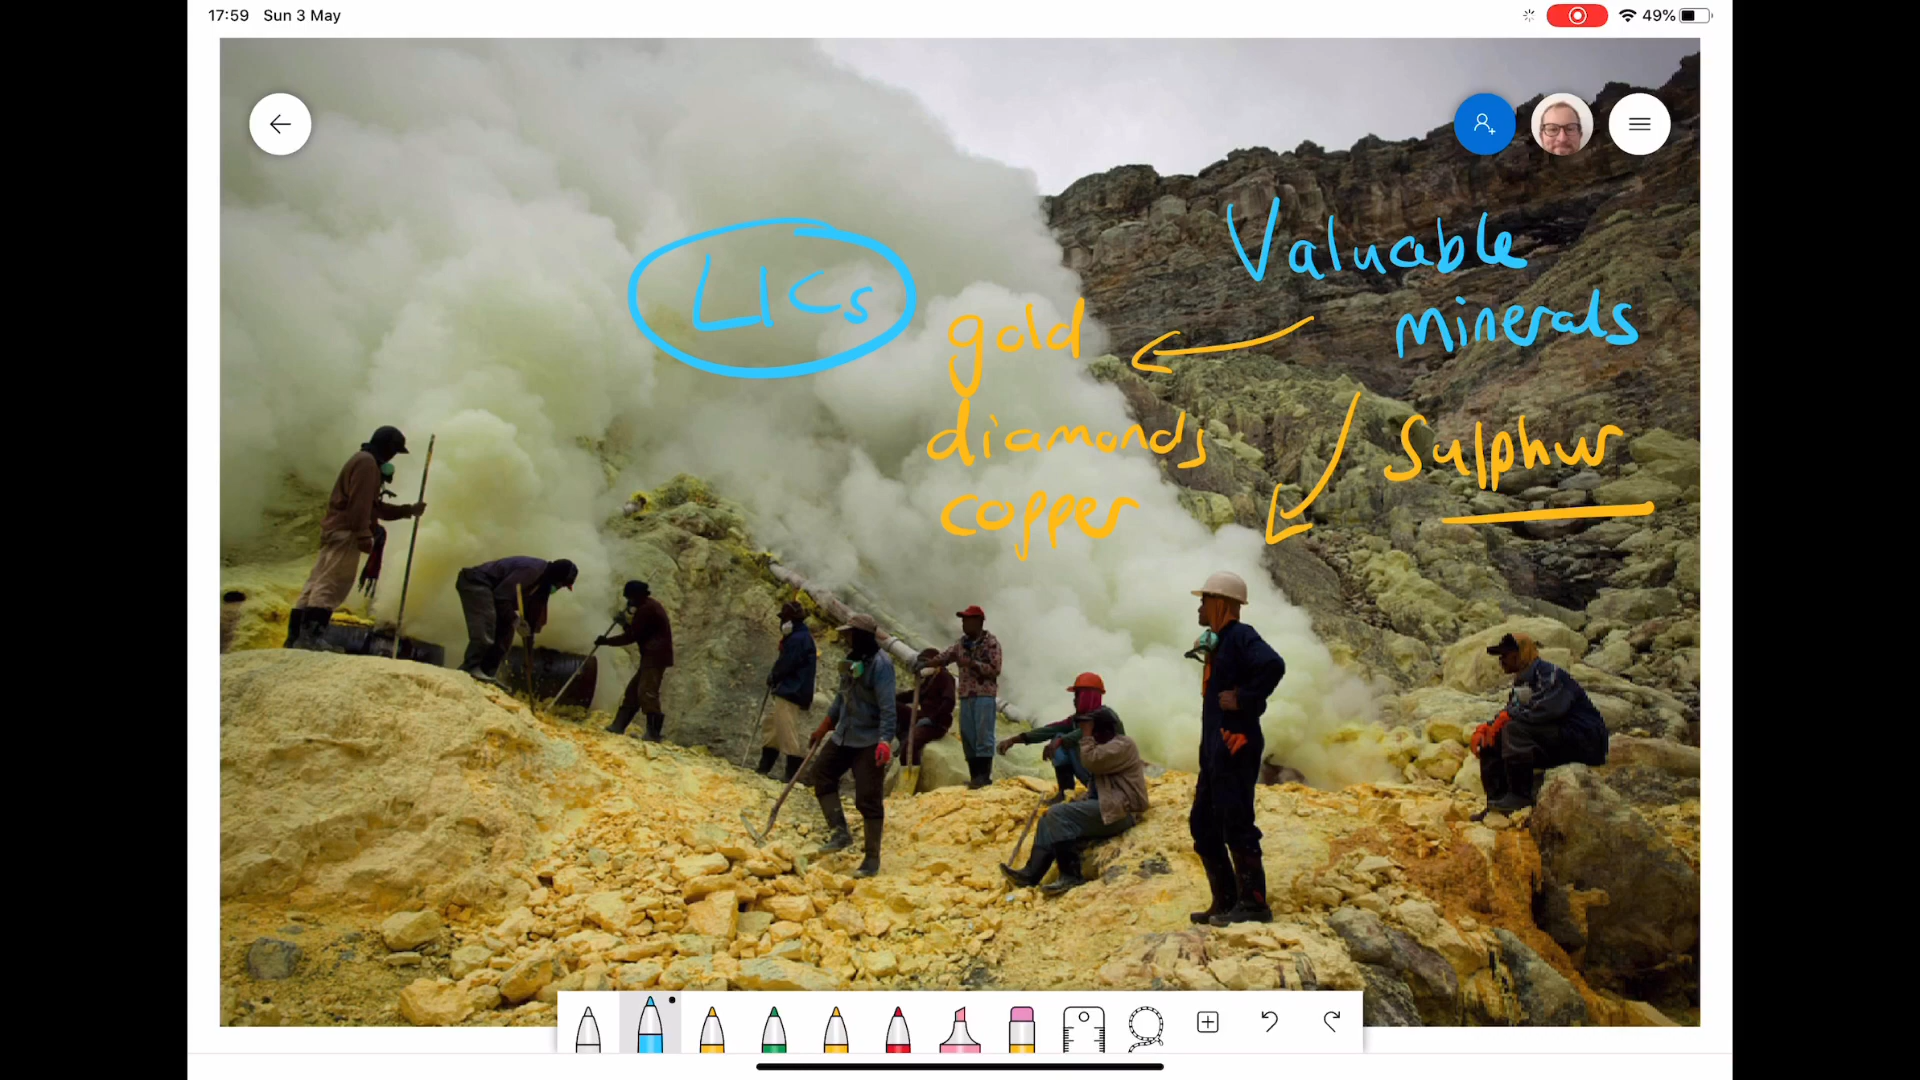 17:59 Sun 3 May
49%
LICs
Valuable
minerals
gold
diamonds
copper
Sulphur